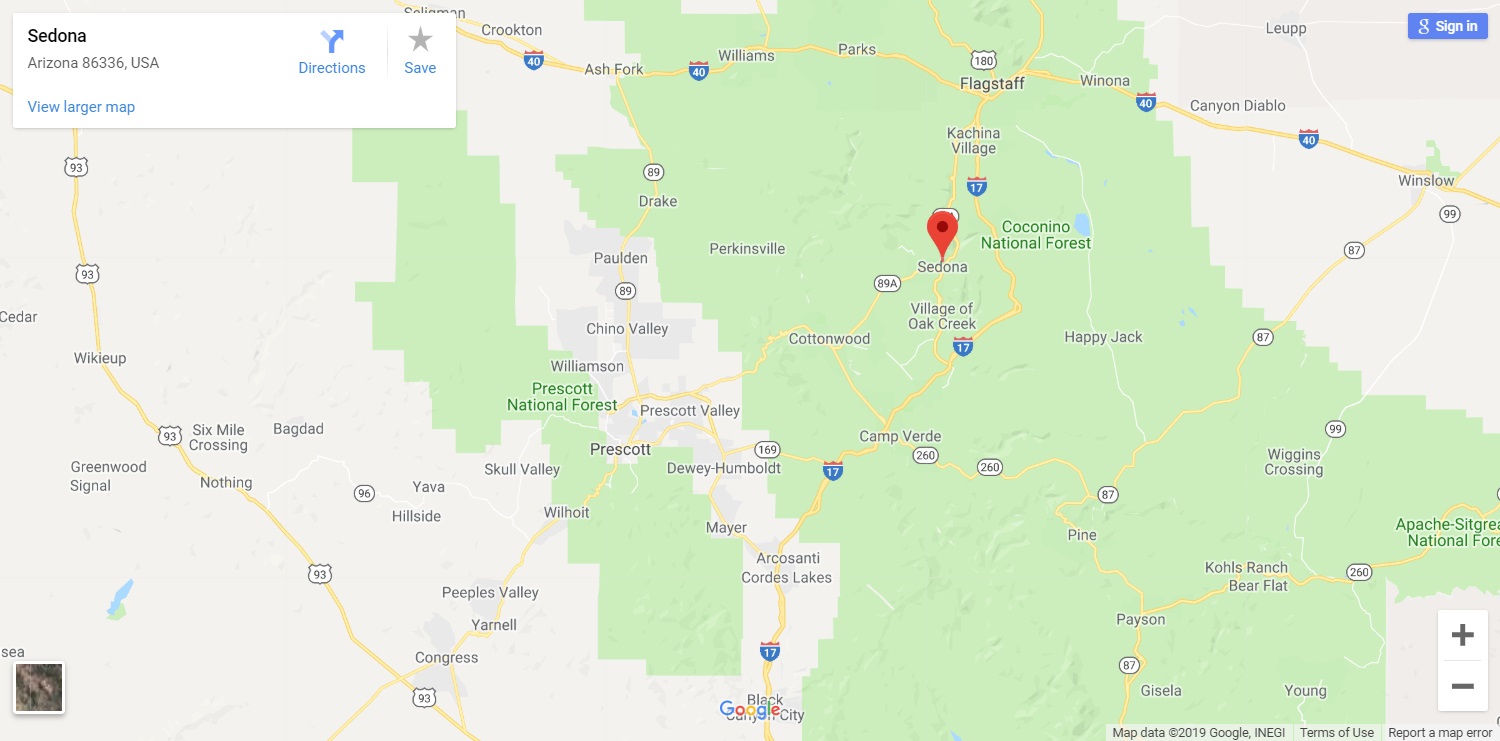 Sedona
Arizona 86336, USA
Directions
Save
View larger map
Sign in
Seligman
Crookton
40
Ash Fork
40
Williams
Parks
180
Flagstaff
Winona
40
Leupp
Canyon Diablo
40
Kachina
Village
93
89
17
Winslow
99
Drake
Coconino
National Forest
Perkinsville
87
Paulden
93
Sedona
89A
89
Village of
Oak Creek
Cedar
Chino Valley
Cottonwood
17
Happy Jack
87
Wikieup
Williamson
Prescott
National Forest
Prescott Valley
93
Six Mile
Crossing
Bagdad
Prescott
169
Camp Verde
260
99
Greenwood
Signal
Nothing
Skull Valley
Dewey-Humboldt
17
260
Wiggins
Crossing
96
Yava
87
Hillside
Wilhoit
Mayer
Pine
Apache-Sitgrea
National Fore
Arcosanti
Cordes Lakes
93
Kohls Ranch
Bear Flat
260
Peeples Valley
Yarnell
Payson
sea
Congress
17
87
93
Black
Canyon City
Gisela
Young
Google
Map data ©2019 Google, INEGI
Terms of Use
Report a map error